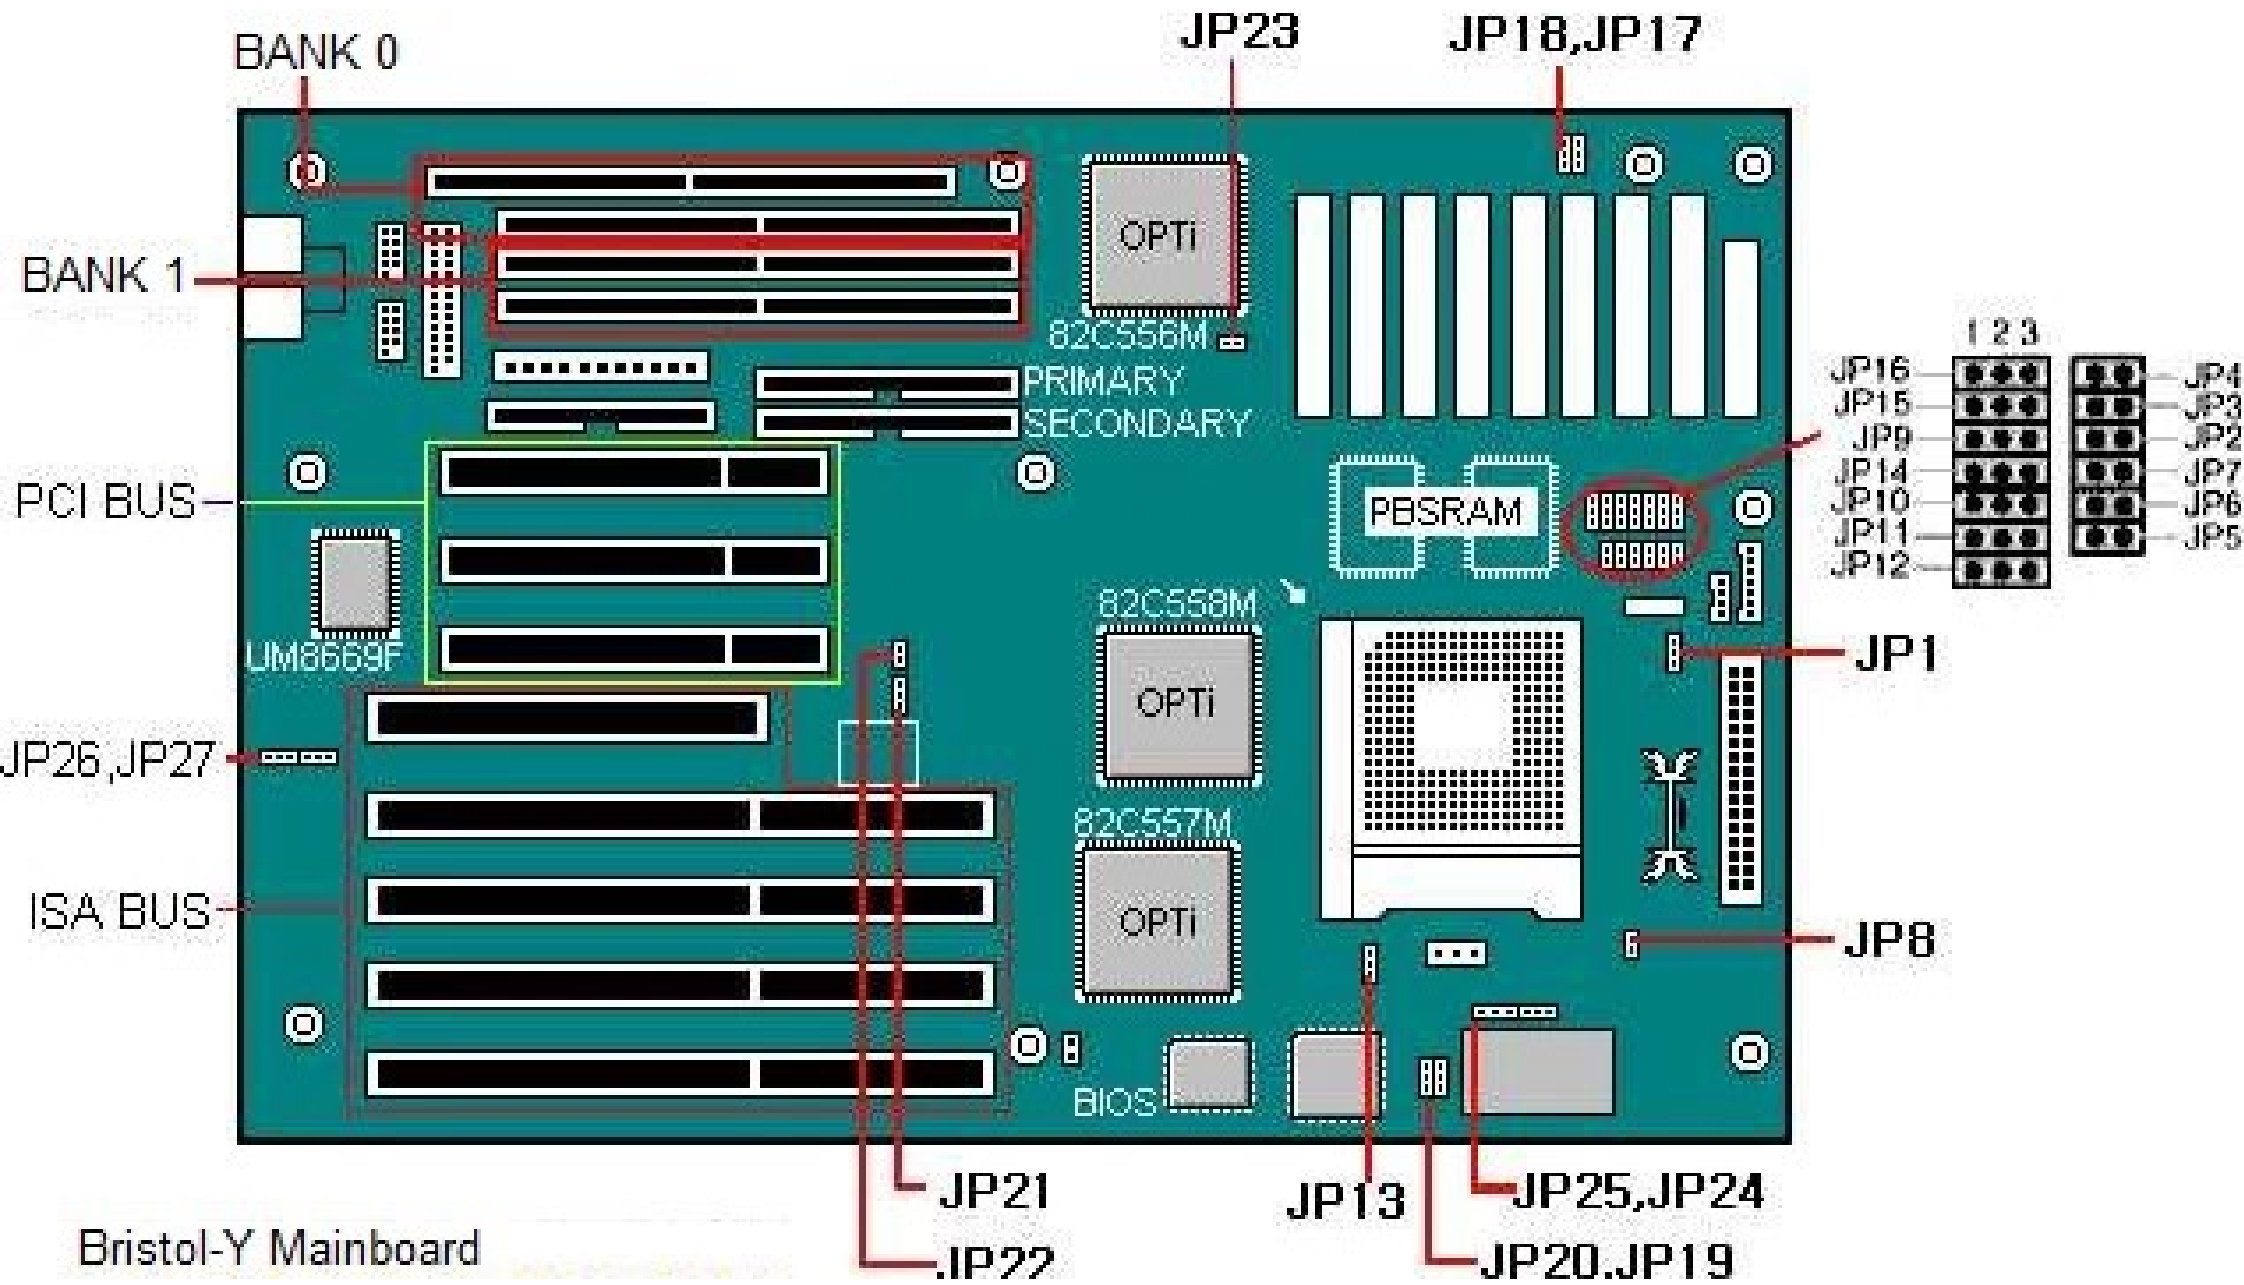 JP23
JP18,JP17
BANK 0
OPTi
BANK 1
82C556M
1 2 3
PRIMARY
JP16
JP4
JP15
JP3
SECONDARY
JP9
JP2
JP14
JP7
PCI BUS
PBSRAM
JP10
JP6
JP11
JP5
JP12
82C558M
UM8669F
JP1
OPTi
JP26,JP27
82C557M
ISA BUS
OPTi
JP8
BIOS
JP21
JP13
JP25,JP24
Bristol-Y Mainboard
JP22
JP20,JP19